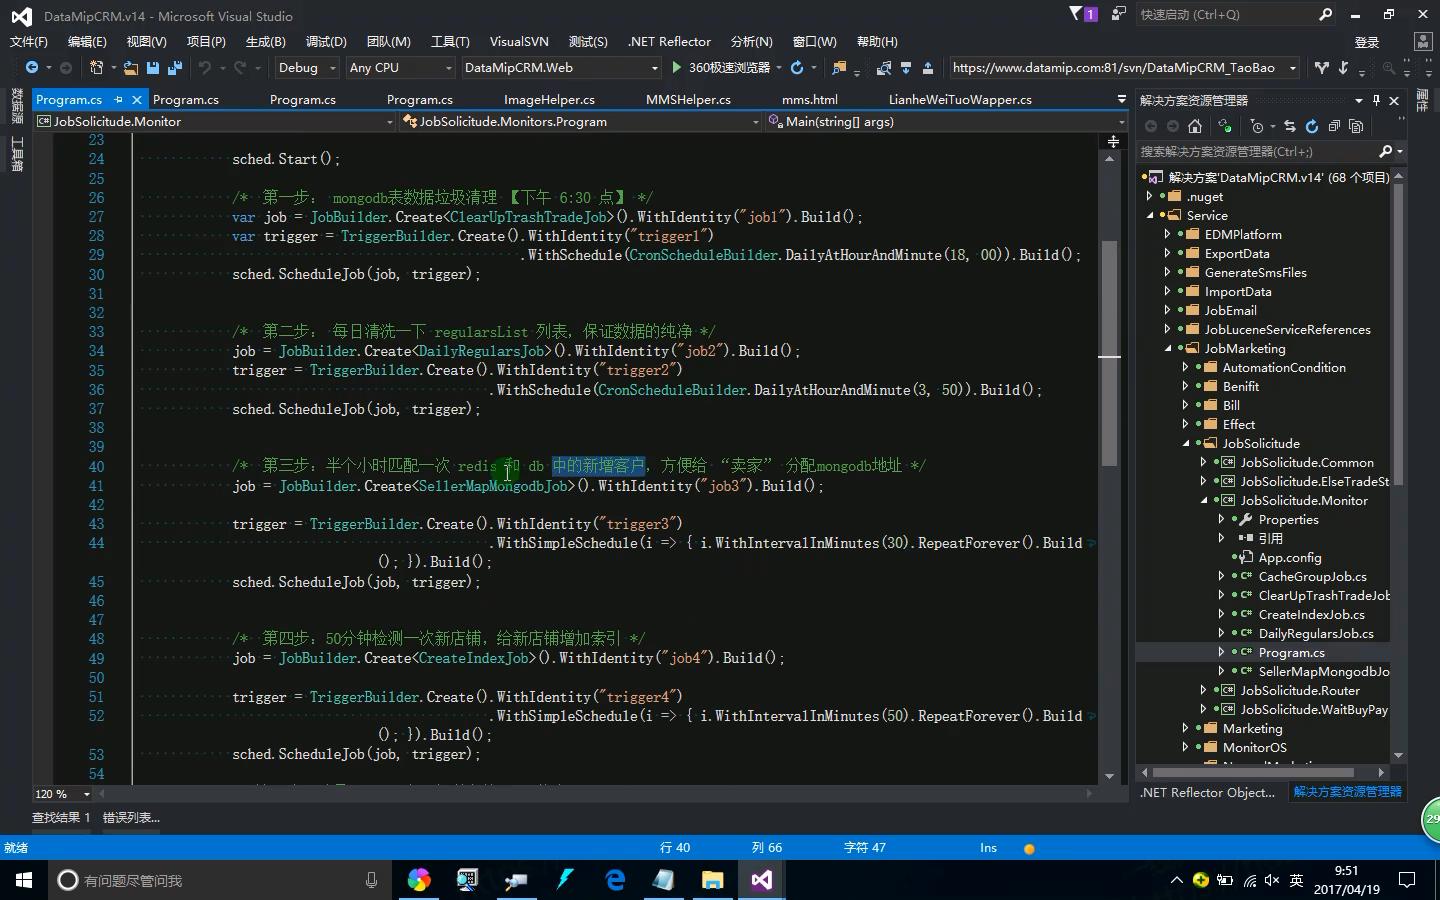 DataMipCRM.v14 - Microsoft Visual Studio
1
快速启动 (Ctrl+Q)
文件(F) 编辑(E) 视图(V) 项目(P) 生成(B) 调试(D) 团队(M) 工具(T) VisualSVN 测试(S) .NET Reflector 分析(N) 窗口(W) 帮助(H)
登录
Debug Any CPU DataMipCRM.Web 360极速浏览器 https://www.datamip.com:81/svn/DataMipCRM_TaoBao
数据源
工具箱
Program.cs Program.cs Program.cs Program.cs ImageHelper.cs MMSHelper.cs mms.html LianheWeiTuoWapper.cs
JobSolicitude.Monitor JobSolicitude.Monitors.Program Main(string[] args)
23
24 sched.Start();
25
26 /* 第一步： mongodb表数据垃圾清理 【下午 6:30 点】 */
27 var job = JobBuilder.Create<ClearUpTrashTradeJob>().WithIdentity("job1").Build();
28 var trigger = TriggerBuilder.Create().WithIdentity("trigger1")
29 .WithSchedule(CronScheduleBuilder.DailyAtHourAndMinute(18, 00)).Build();
30 sched.ScheduleJob(job, trigger);
31
32
33 /* 第二步： 每日清洗一下 regularsList 列表，保证数据的纯净 */
34 job = JobBuilder.Create<DailyRegularsJob>().WithIdentity("job2").Build();
35 trigger = TriggerBuilder.Create().WithIdentity("trigger2")
36 .WithSchedule(CronScheduleBuilder.DailyAtHourAndMinute(3, 50)).Build();
37 sched.ScheduleJob(job, trigger);
38
39
40 /* 第三步：半个小时匹配一次 redis 和 db 中的新增客户，方便给 “卖家” 分配mongodb地址 */
41 job = JobBuilder.Create<SellerMapMongodbJob>().WithIdentity("job3").Build();
42
43 trigger = TriggerBuilder.Create().WithIdentity("trigger3")
44 .WithSimpleSchedule(i => { i.WithIntervalInMinutes(30).RepeatForever().Build
(); }).Build();
45 sched.ScheduleJob(job, trigger);
46
47
48 /* 第四步：50分钟检测一次新店铺，给新店铺增加索引 */
49 job = JobBuilder.Create<CreateIndexJob>().WithIdentity("job4").Build();
50
51 trigger = TriggerBuilder.Create().WithIdentity("trigger4")
52 .WithSimpleSchedule(i => { i.WithIntervalInMinutes(50).RepeatForever().Build
(); }).Build();
53 sched.ScheduleJob(job, trigger);
54
120 %
解决方案资源管理器
属性
搜索解决方案资源管理器(Ctrl+;)
解决方案'DataMipCRM.v14' (68 个项目)
.nuget
Service
EDMPlatform
ExportData
GenerateSmsFiles
ImportData
JobEmail
JobLuceneServiceReferences
JobMarketing
AutomationCondition
Benifit
Bill
Effect
JobSolicitude
JobSolicitude.Common
JobSolicitude.ElseTradeSt
JobSolicitude.Monitor
Properties
引用
App.config
CacheGroupJob.cs
ClearUpTrashTradeJob
CreateIndexJob.cs
DailyRegularsJob.cs
Program.cs
SellerMapMongodbJo
JobSolicitude.Router
JobSolicitude.WaitBuyPay
Marketing
MonitorOS
.NET Reflector Object... 解决方案资源管理器
查找结果 1 错误列表...
29
就绪 行 40 列 66 字符 47 Ins
有问题尽管问我
英
9:51
2017/04/19